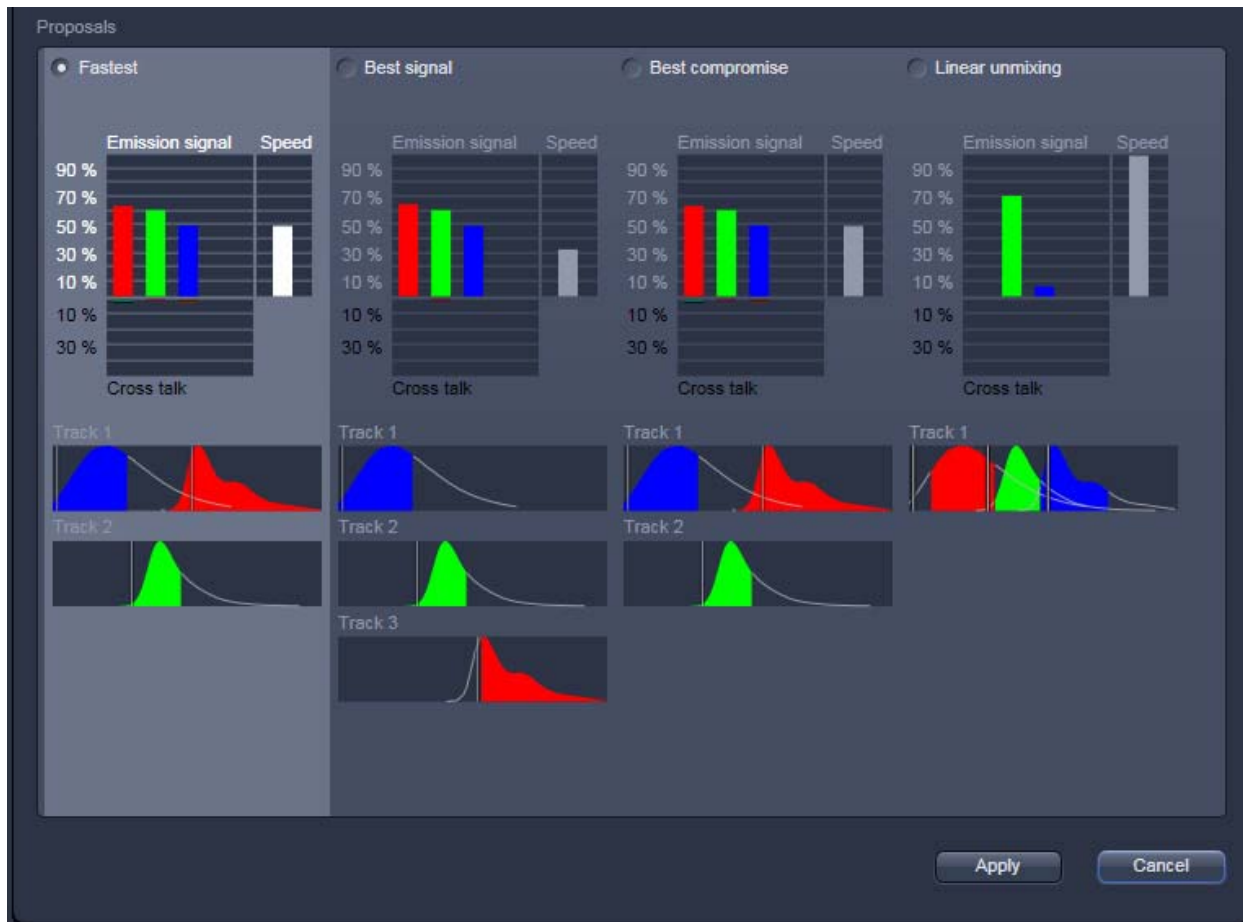 Proposals
Fastest
Best signal
Best compromise
Linear unmixing
Emission signal Speed
90 %
70 %
50 %
30 %
10 %
10 %
30 %
Cross talk
Track 1
Track 2
Emission signal Speed
90 %
70 %
50 %
30 %
10 %
10 %
30 %
Cross talk
Track 1
Track 2
Track 3
Emission signal Speed
90 %
70 %
50 %
30 %
10 %
10 %
30 %
Cross talk
Track 1
Track 2
Emission signal Speed
90 %
70 %
50 %
30 %
10 %
10 %
30 %
Cross talk
Track 1
Apply
Cancel